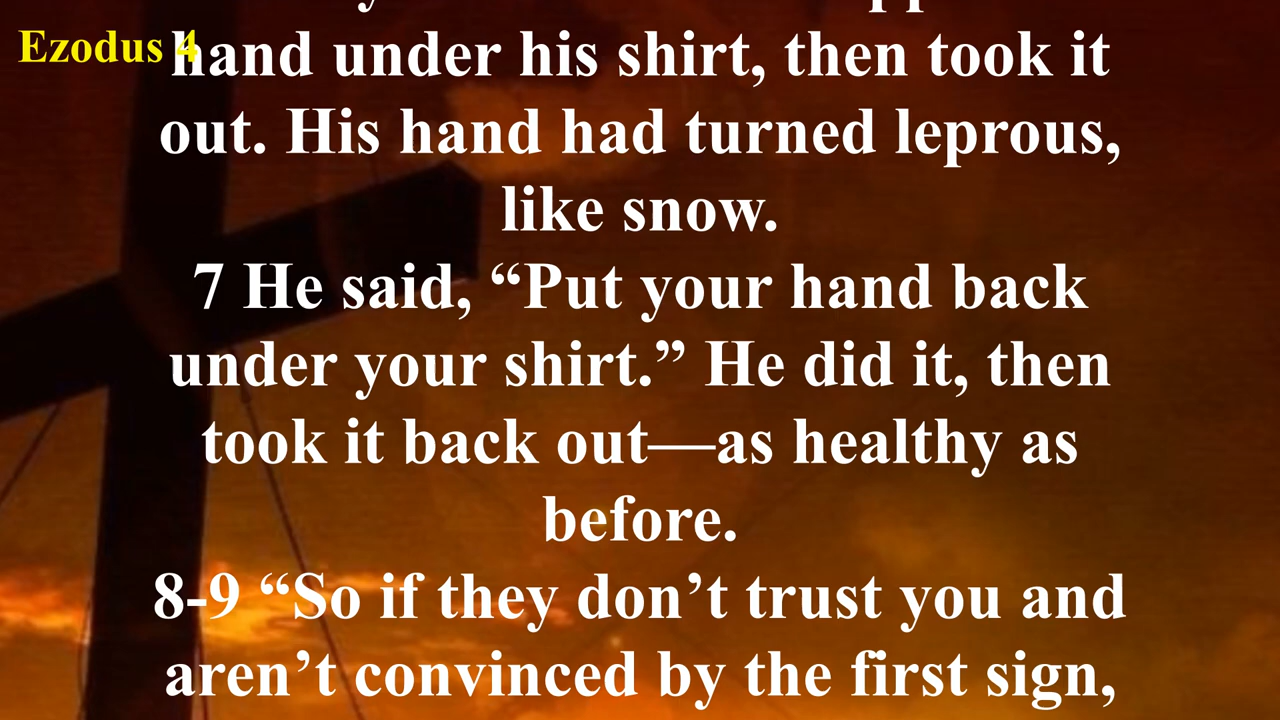 Ezodus 4
hand under his shirt, then took it
out. His hand had turned leprous,
like snow.
7 He said, “Put your hand back
under your shirt.” He did it, then
took it back out—as healthy as
before.
8-9 “So if they don’t trust you and
aren’t convinced by the first sign,